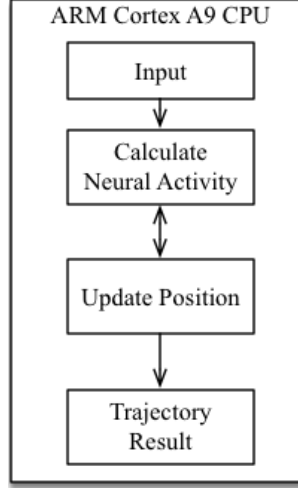 ARM Cortex A9 CPU
Input
Calculate
Neural Activity
Update Position
Trajectory
Result